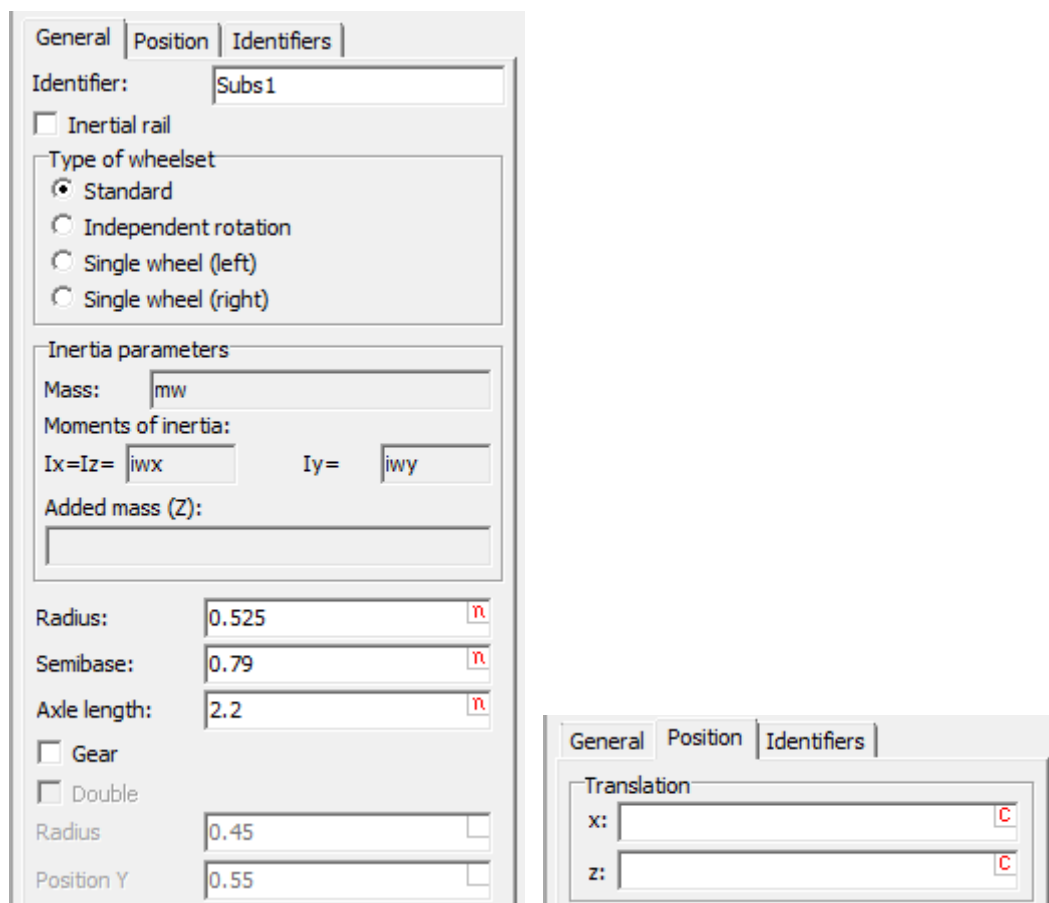 General Position Identifiers
Identifier: Subs1
Inertial rail
Type of wheelset
Standard
Independent rotation
Single wheel (left)
Single wheel (right)
Inertia parameters
Mass: mw
Moments of inertia:
Ix=Iz= iwx Iy= iwy
Added mass (Z):
Radius: 0.525 n
Semibase: 0.79 n
Axle length: 2.2 n
Gear
Double
Radius 0.45
Position Y 0.55
General Position Identifiers
Translation
x: C
z: C